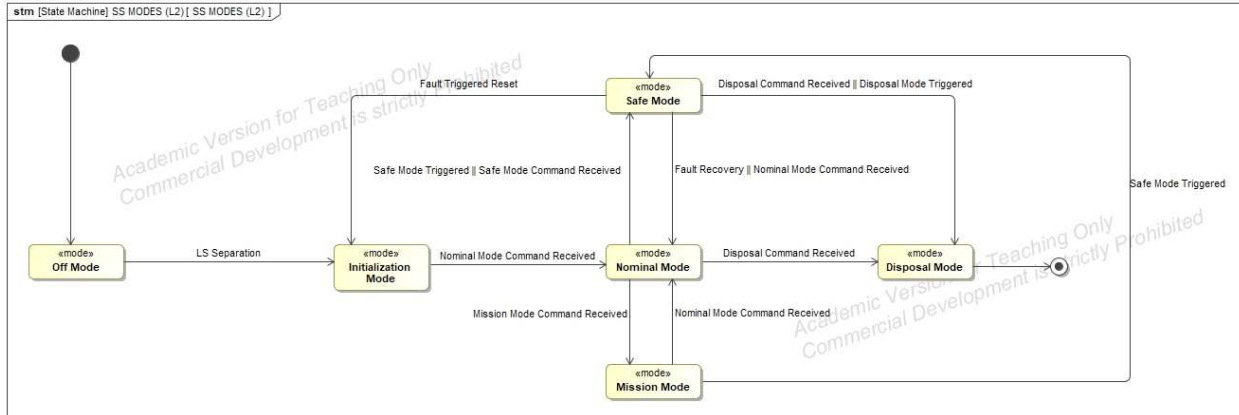 stm [State Machine] SS MODES (L2) [ SS MODES (L2) ]
Academic Version for Teaching Only
Commercial Development is strictly Prohibited
Fault Triggered Reset
«mode»
Safe Mode
Disposal Command Received || Disposal Mode Triggered
Safe Mode Triggered || Safe Mode Command Received
Fault Recovery || Nominal Mode Command Received
Safe Mode Triggered
«mode»
Off Mode
LS Separation
«mode»
Initialization
Mode
Nominal Mode Command Received
«mode»
Nominal Mode
Disposal Command Received
«mode»
Disposal Mode
Academic Version for Teaching Only
Commercial Development is strictly Prohibited
Mission Mode Command Received
Nominal Mode Command Received
«mode»
Mission Mode